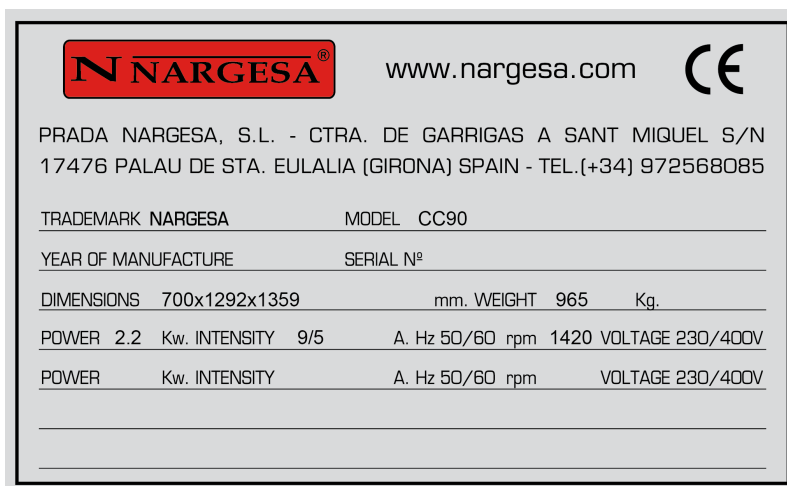 N NARGESA® www.nargesa.com CE
PRADA NARGESA, S.L. - CTRA. DE GARRIGAS A SANT MIQUEL S/N
17476 PALAU DE STA. EULALIA (GIRONA) SPAIN - TEL.(+34) 972568085
TRADEMARK NARGESA MODEL CC90
YEAR OF MANUFACTURE SERIAL Nº
DIMENSIONS 700x1292x1359 mm. WEIGHT 965 Kg.
POWER 2.2 Kw. INTENSITY 9/5 A. Hz 50/60 rpm 1420 VOLTAGE 230/400V
POWER Kw. INTENSITY A. Hz 50/60 rpm VOLTAGE 230/400V